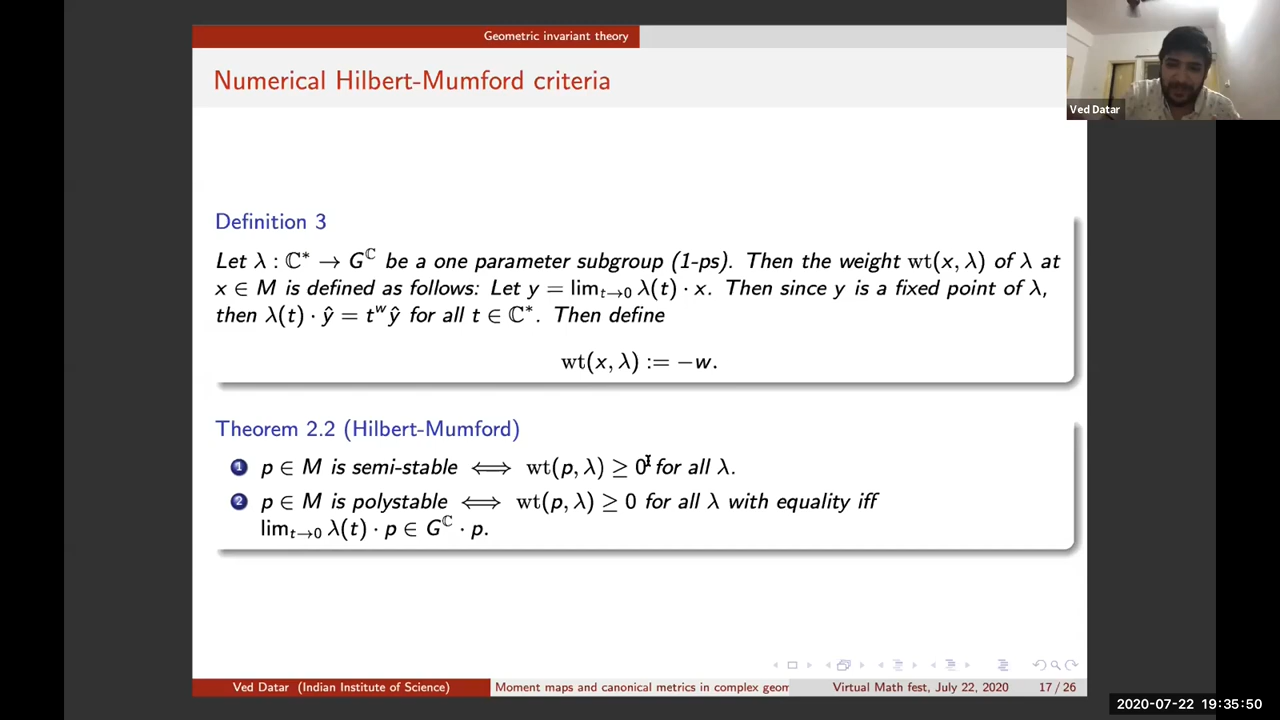 Geometric invariant theory
Numerical Hilbert-Mumford criteria
Ved Datar
Definition 3
Let λ : ℂ* → G^ℂ be a one parameter subgroup (1-ps). Then the weight wt(x, λ) of λ at
x ∈ M is defined as follows: Let y = lim_{t→0} λ(t) · x. Then since y is a fixed point of λ,
then λ(t) · ŷ = t^w ŷ for all t ∈ ℂ*. Then define
wt(x, λ) := −w.
Theorem 2.2 (Hilbert-Mumford)
1 p ∈ M is semi-stable ⟺ wt(p, λ) ≥ 0 for all λ.
2 p ∈ M is polystable ⟺ wt(p, λ) ≥ 0 for all λ with equality iff
lim_{t→0} λ(t) · p ∈ G^ℂ · p.
Ved Datar (Indian Institute of Science) Moment maps and canonical metrics in complex geom Virtual Math fest, July 22, 2020 17 / 26
2020-07-22 19:35:50